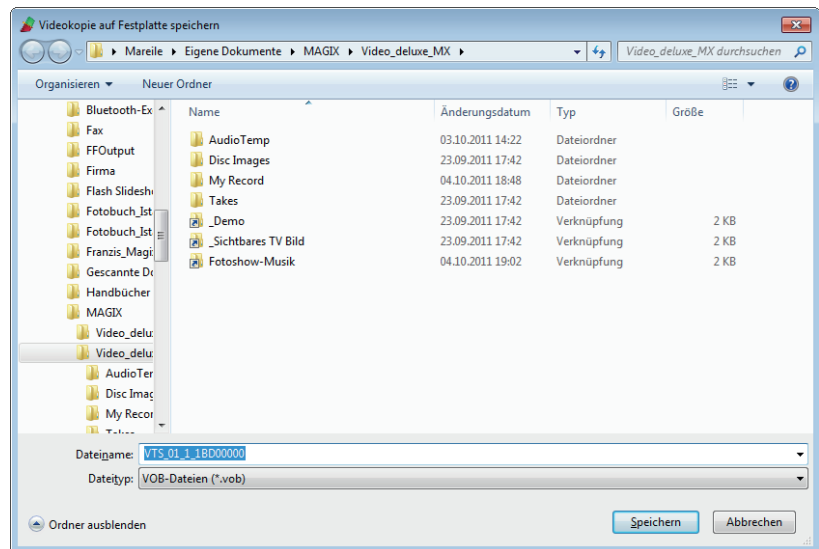 Videokopie auf Festplatte speichern
Mareile ▸ Eigene Dokumente ▸ MAGIX ▸ Video_deluxe_MX ▸
Video_deluxe_MX durchsuchen
Organisieren Neuer Ordner
Bluetooth-Ex
Fax
FFOutput
Firma
Flash Slidesh
Fotobuch_Ist
Fotobuch_Ist
Franzis_Magi
Gescannte Do
Handbücher
MAGIX
Video_delu
Video_delu
AudioTer
Disc Imag
My Recor
Name Änderungsdatum Typ Größe
AudioTemp 03.10.2011 14:22 Dateiordner
Disc Images 23.09.2011 17:42 Dateiordner
My Record 04.10.2011 18:48 Dateiordner
Takes 23.09.2011 17:42 Dateiordner
_Demo 23.09.2011 17:42 Verknüpfung 2 KB
_Sichtbares TV Bild 23.09.2011 17:42 Verknüpfung 2 KB
Fotoshow-Musik 04.10.2011 19:02 Verknüpfung 2 KB
Dateiname: VTS_01_1_1BD00000
Dateityp: VOB-Dateien (*.vob)
Ordner ausblenden
Speichern Abbrechen